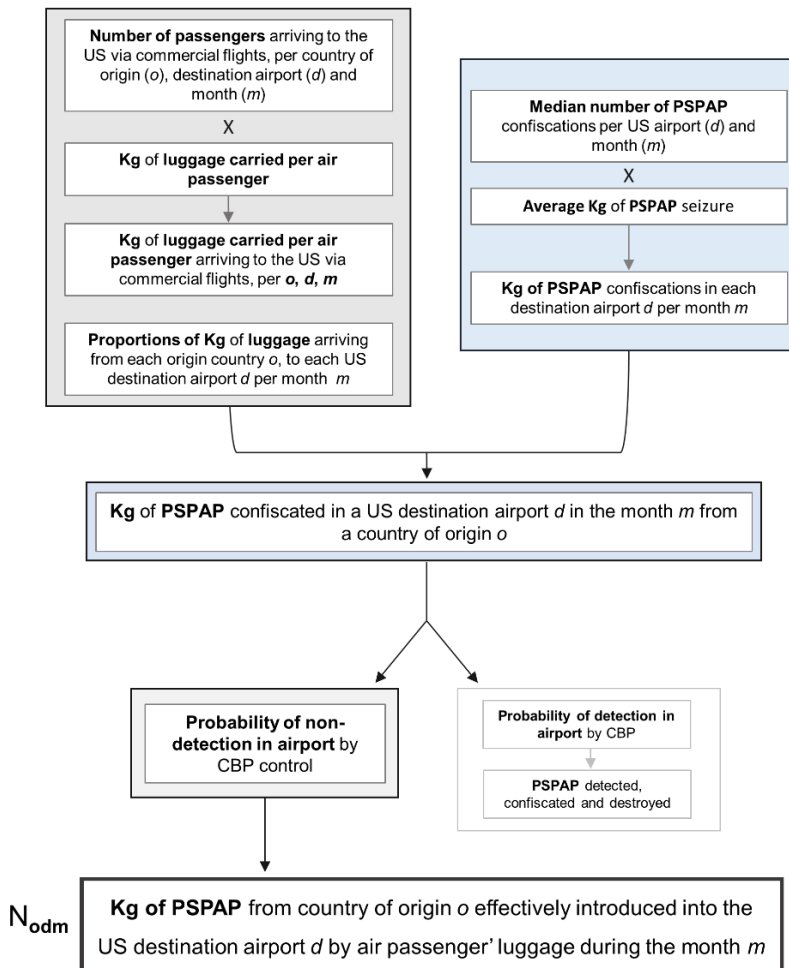 Number of passengers arriving to the
US via commercial flights, per country of
origin (o), destination airport (d) and
month (m)
X
Kg of luggage carried per air
passenger
Kg of luggage carried per air
passenger arriving to the US via
commercial flights, per o, d, m
Proportions of Kg of luggage arriving
from each origin country o, to each US
destination airport d per month m
Median number of PSPAP
confiscations per US airport (d) and
month (m)
X
Average Kg of PSPAP seizure
Kg of PSPAP confiscations in each
destination airport d per month m
Kg of PSPAP confiscated in a US destination airport d in the month m from
a country of origin o
Probability of non-
detection in airport by
CBP control
Probability of detection in
airport by CBP
PSPAP detected,
confiscated and destroyed
Nodm
Kg of PSPAP from country of origin o effectively introduced into the
US destination airport d by air passenger' luggage during the month m